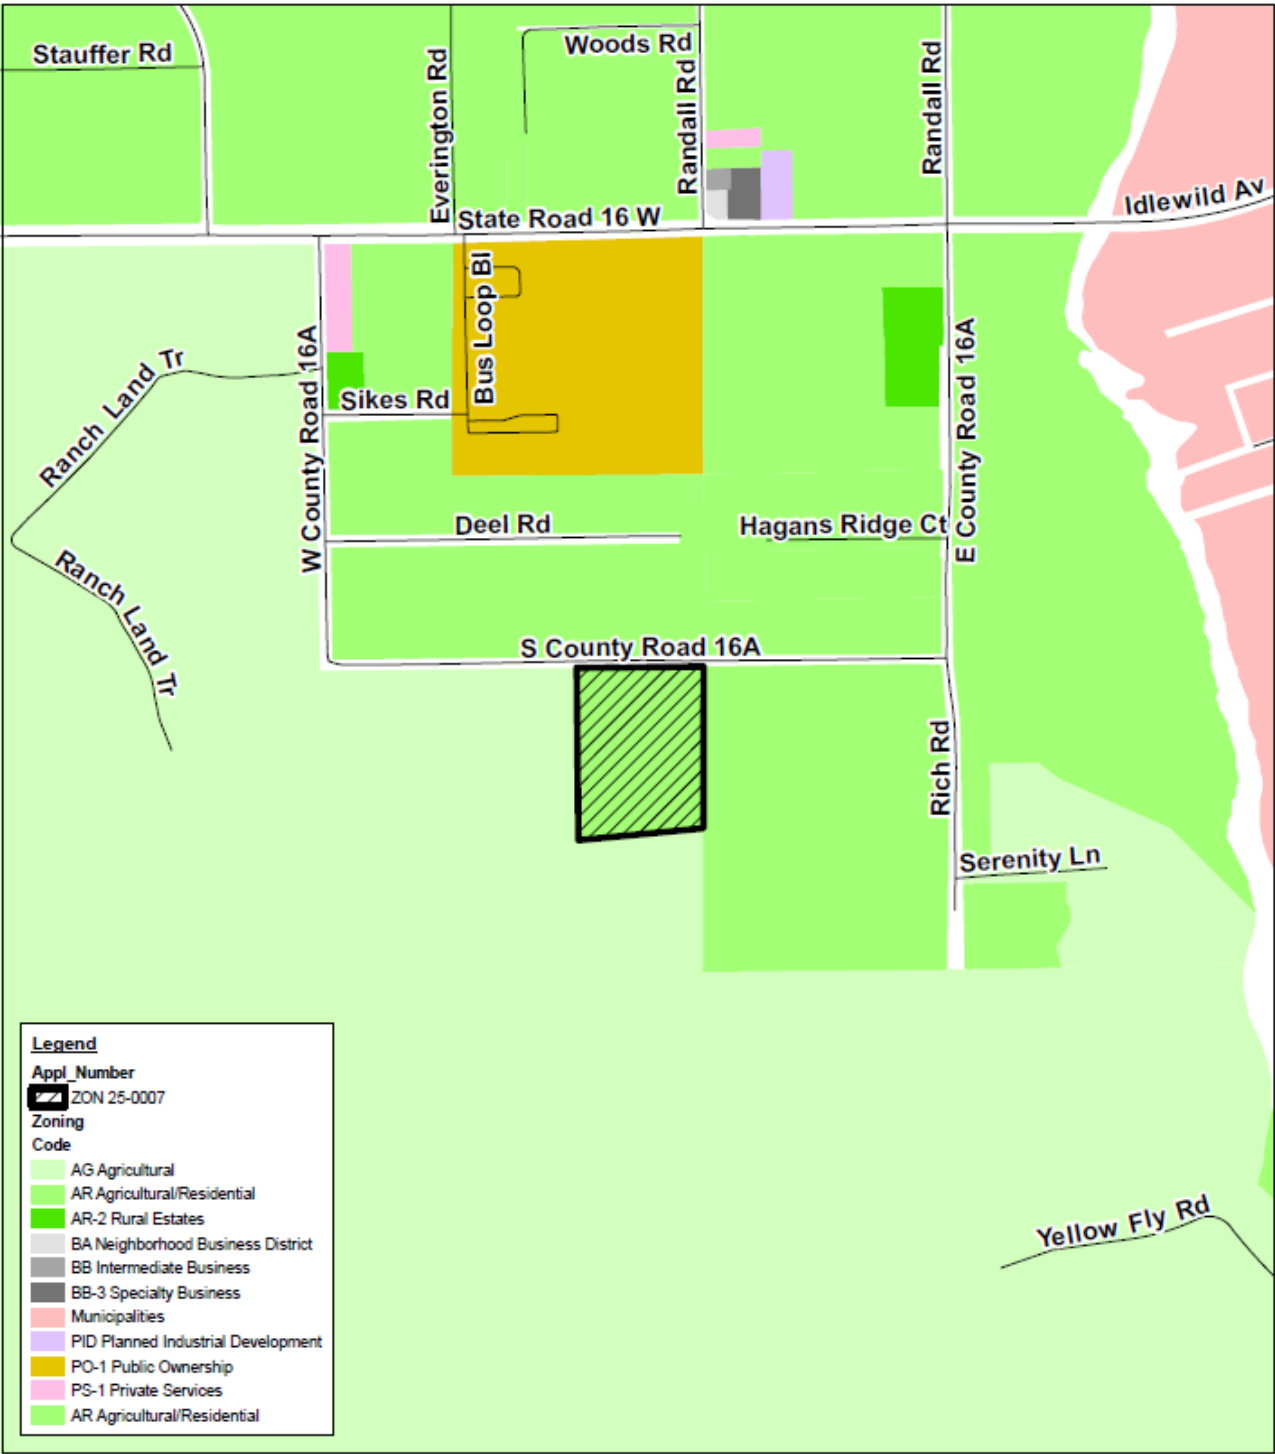 Stauffer Rd
Woods Rd
Everington Rd
Randall Rd
Randall Rd
Idlewild Av
State Road 16 W
Bus Loop Bl
Ranch Land Tr
W County Road 16A
Sikes Rd
E County Road 16A
Deel Rd
Hagans Ridge Ct
Ranch Land Tr
S County Road 16A
Rich Rd
Serenity Ln
Yellow Fly Rd
Legend
Appl_Number
ZON 25-0007
Zoning
Code
AG Agricultural
AR Agricultural/Residential
AR-2 Rural Estates
BA Neighborhood Business District
BB Intermediate Business
BB-3 Specialty Business
Municipalities
PID Planned Industrial Development
PO-1 Public Ownership
PS-1 Private Services
AR Agricultural/Residential